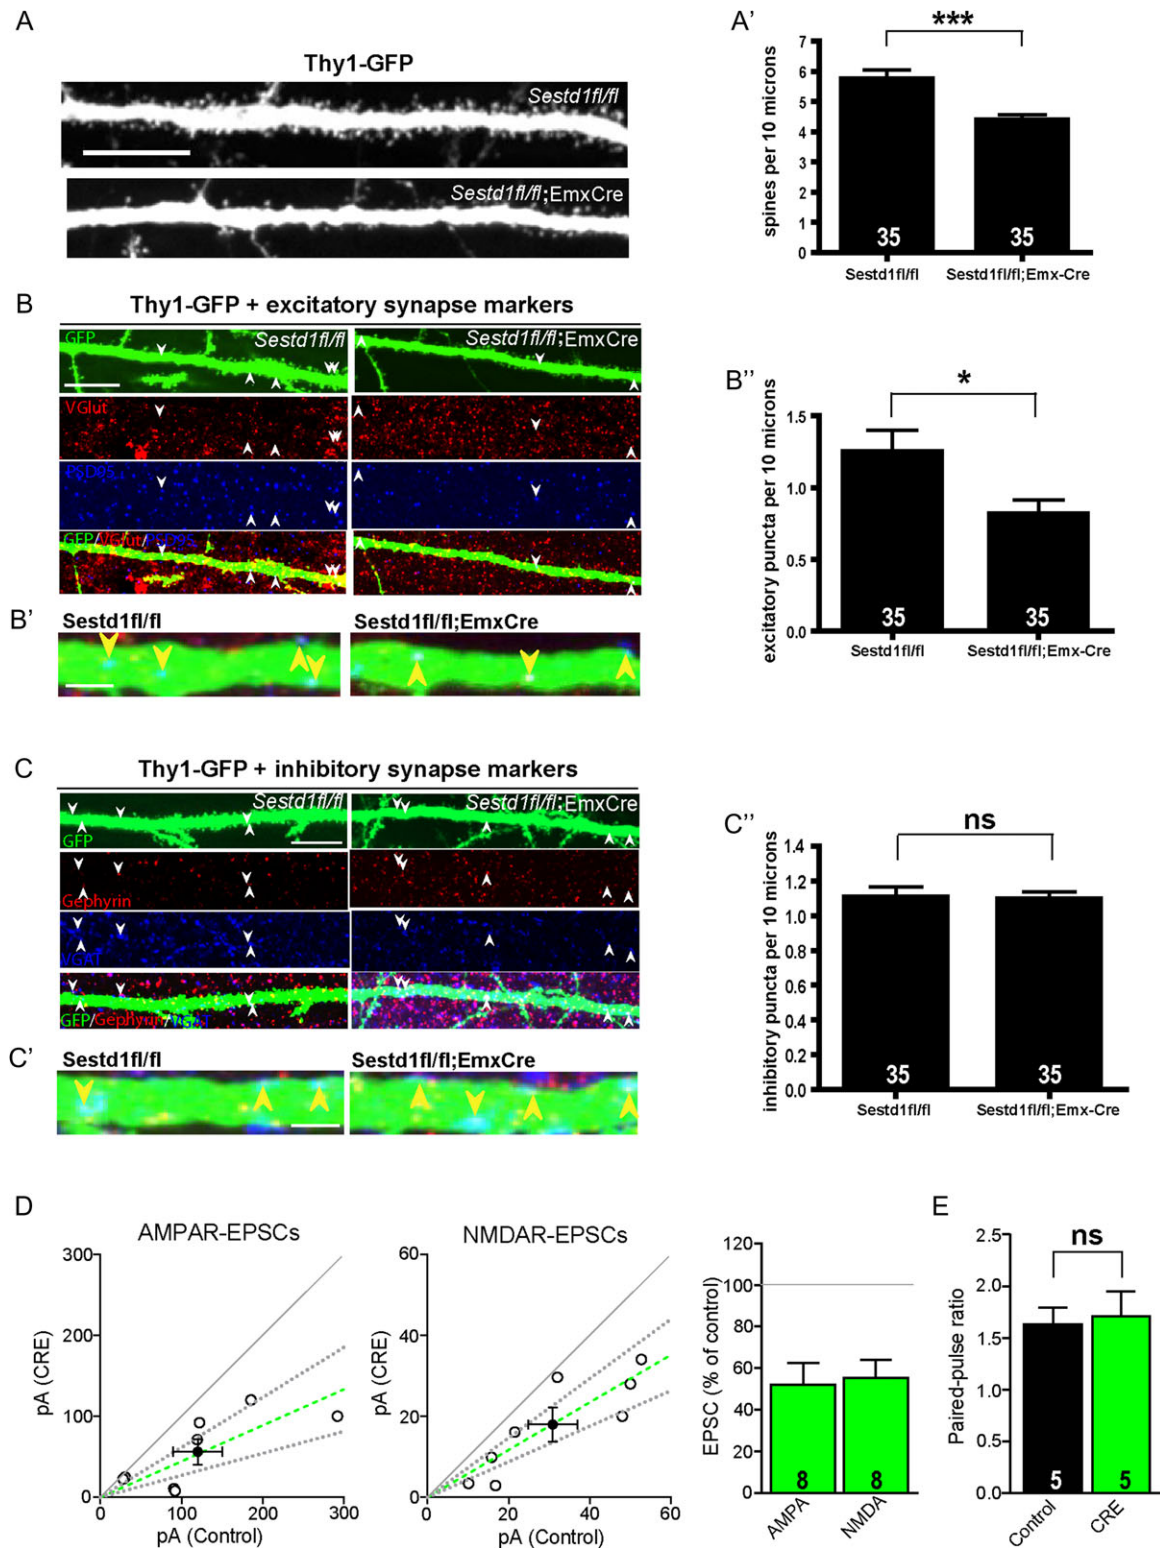 A
Thy1-GFP
Sestd1fl/fl
Sestd1fl/fl;EmxCre
A'
***
spines per 10 microns
7
6
5
4
3
2
1
0
35
35
Sestd1fl/fl
Sestd1fl/fl;Emx-Cre
B
Thy1-GFP + excitatory synapse markers
GFP
Sestd1fl/fl
Sestd1fl/fl;EmxCre
VGlut
PSD95
GFP/VGlut/PSD95
B'
Sestd1fl/fl
Sestd1fl/fl;EmxCre
B''
*
excitatory puncta per 10 microns
1.5
1.0
0.5
0.0
35
35
Sestd1fl/fl
Sestd1fl/fl;Emx-Cre
C
Thy1-GFP + inhibitory synapse markers
Sestd1fl/fl
Sestd1fl/fl;EmxCre
GFP
Gephyrin
VGAT
GFP/Gephyrin/VGAT
C'
Sestd1fl/fl
Sestd1fl/fl;EmxCre
C''
ns
inhibitory puncta per 10 microns
1.4
1.2
1.0
0.8
0.6
0.4
0.2
0.0
35
35
Sestd1fl/fl
Sestd1fl/fl;Emx-Cre
D
AMPAR-EPSCs
pA (CRE)
300
200
100
0
0
100
200
300
pA (Control)
NMDAR-EPSCs
pA (CRE)
60
40
20
0
0
20
40
60
pA (Control)
EPSC (% of control)
120
100
80
60
40
20
0
8
8
AMPA
NMDA
E
ns
Paired-pulse ratio
2.5
2.0
1.5
1.0
0.5
0.0
5
5
Control
CRE